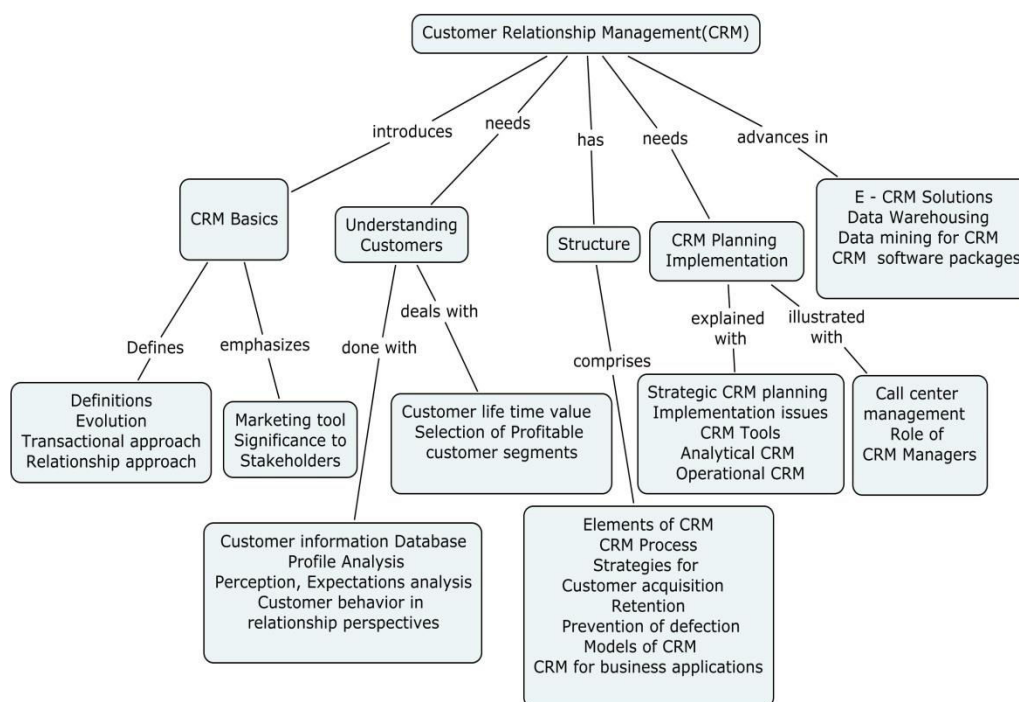 Customer Relationship Management(CRM)
introduces
needs
has
needs
advances in
CRM Basics
Understanding
Customers
Structure
CRM Planning
Implementation
E - CRM Solutions
Data Warehousing
Data mining for CRM
CRM software packages
Defines
emphasizes
done with
deals with
comprises
explained
with
illustrated
with
Definitions
Evolution
Transactional approach
Relationship approach
Marketing tool
Significance to
Stakeholders
Customer life time value
Selection of Profitable
customer segments
Strategic CRM planning
Implementation issues
CRM Tools
Analytical CRM
Operational CRM
Call center
management
Role of
CRM Managers
Customer information Database
Profile Analysis
Perception, Expectations analysis
Customer behavior in
relationship perspectives
Elements of CRM
CRM Process
Strategies for
Customer acquisition
Retention
Prevention of defection
Models of CRM
CRM for business applications